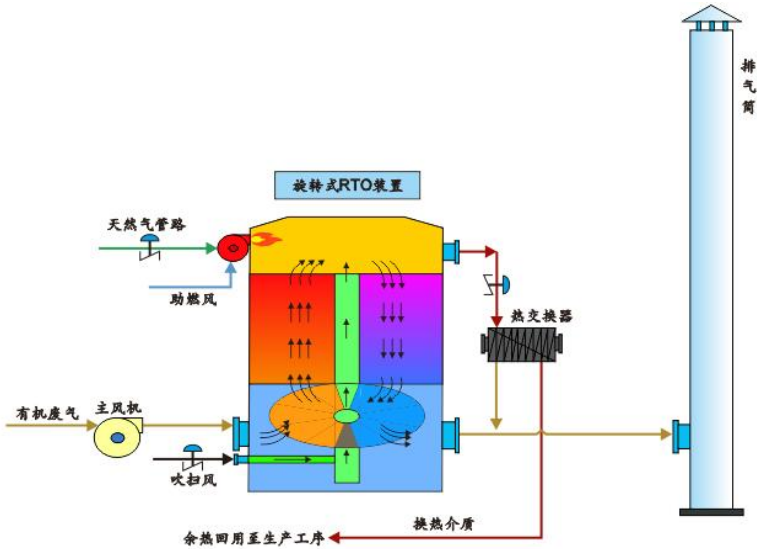 排气筒
旋转式RTO装置
天然气管路
助燃风
热交换器
有机废气
主风机
吹扫风
换热介质
余热回用至生产工序